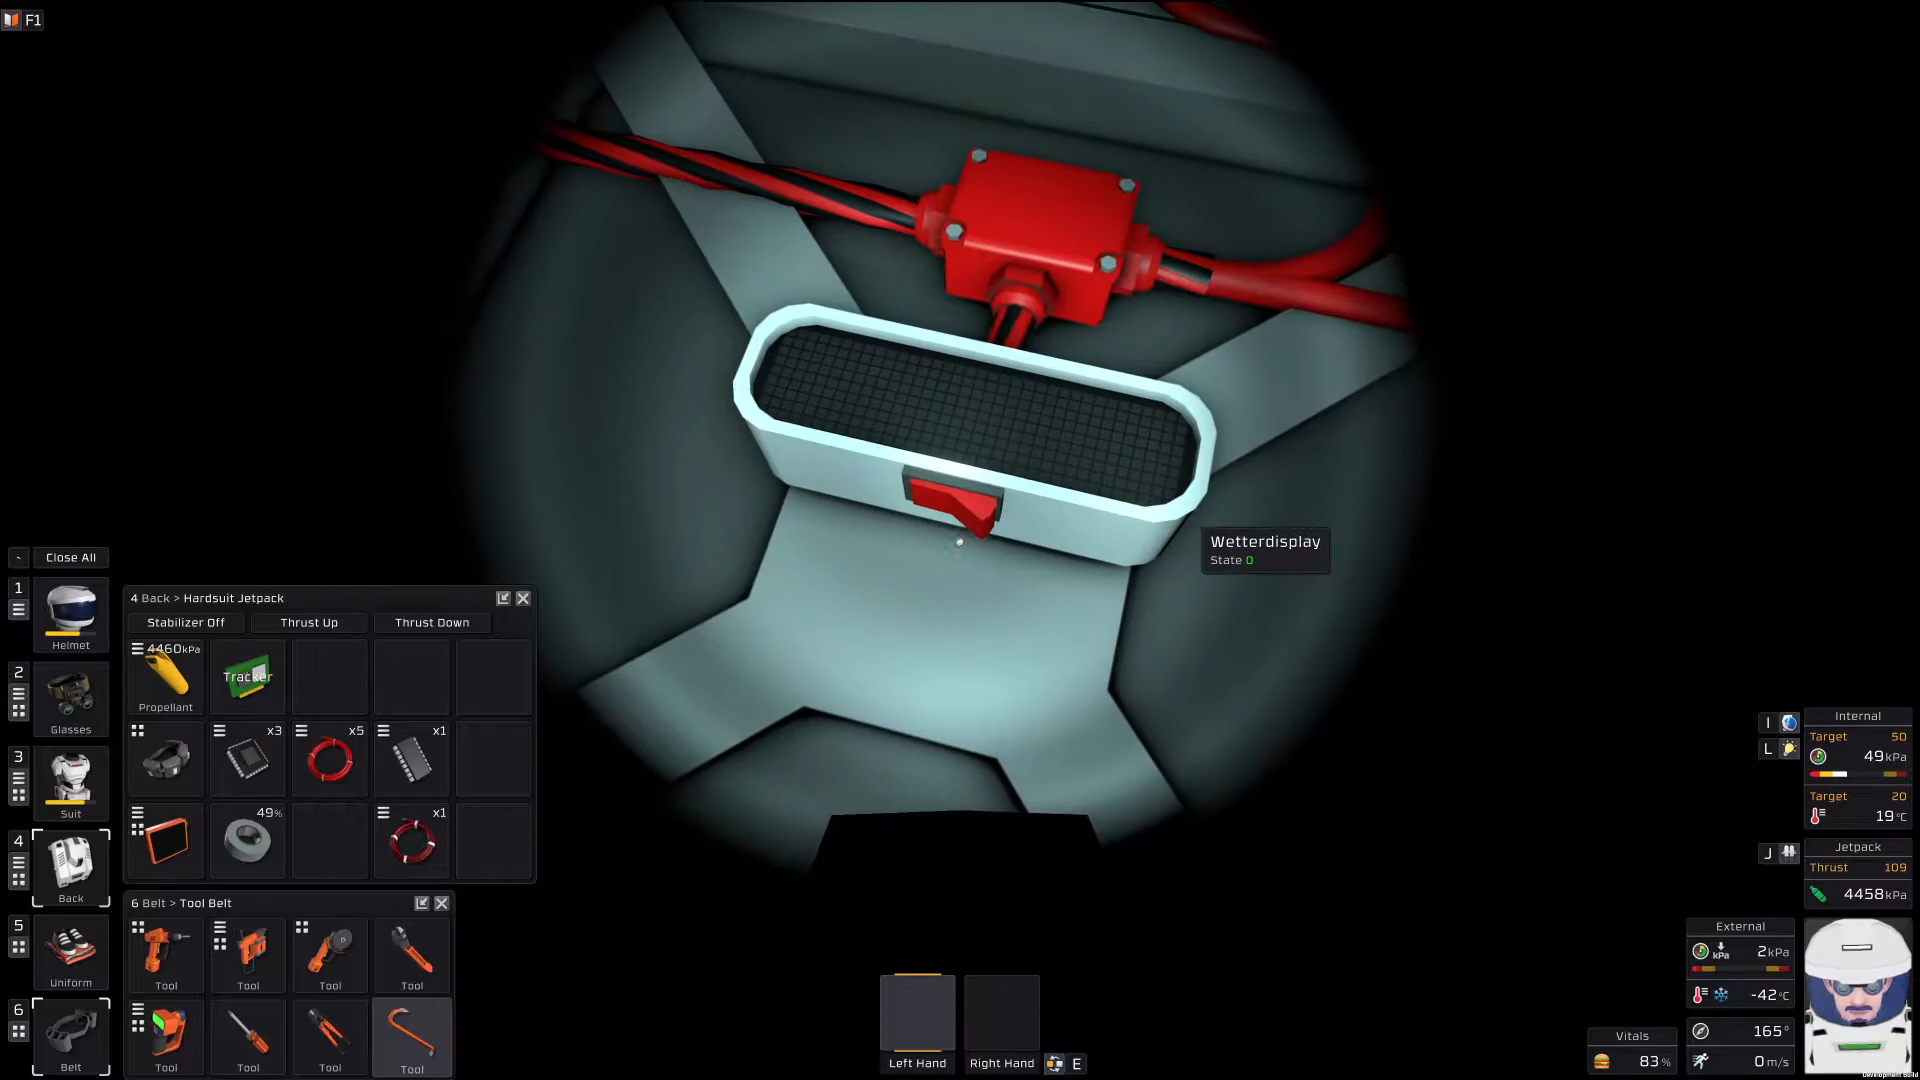 F1
Wetterdisplay
State 0
- Close All
1
Helmet
2
Glasses
3
Suit
4
Back
5
Uniform
6
Belt
4 Back > Hardsuit Jetpack
Stabilizer Off Thrust Up Thrust Down
4460kPa
Propellant
Tracker
x3 x5 x1
49% x1
6 Belt > Tool Belt
Tool Tool Tool Tool
Tool Tool Tool Tool
Left Hand Right Hand E
I
L
Internal
Target 50
49kPa
Target 20
19°C
J
Jetpack
Thrust 109
4458kPa
External
kPa 2kPa
-42°C
165°
0m/s
Vitals
83%
Development Build